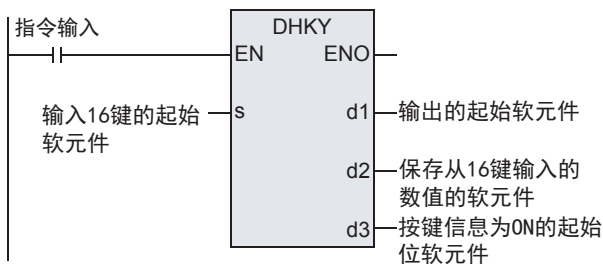 指令输入
DHKY
EN ENO
输入16键的起始
软元件
s d1 输出的起始软元件
d2 保存从16键输入的
数值的软元件
d3 按键信息为ON的起始
位软元件